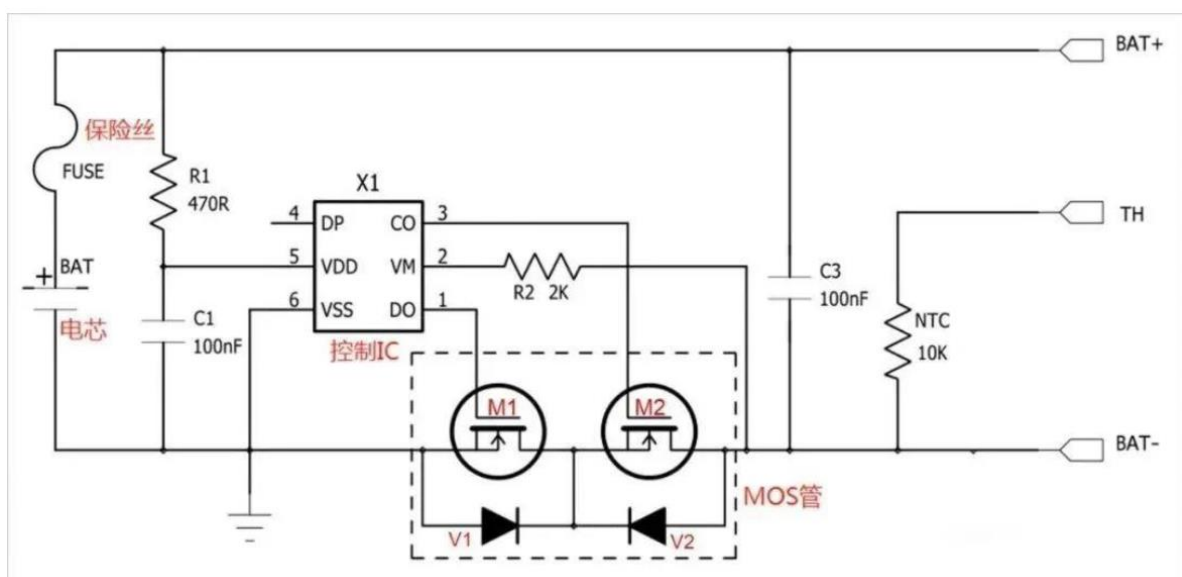 BAT+
保险丝
FUSE
R1
470R
X1
4 DP CO 3
TH
BAT
5 VDD VM 2
R2 2K
C3
100nF
6 VSS DO 1
C1
100nF
电芯
控制IC
NTC
10K
M1 M2
BAT-
MOS管
V1 V2